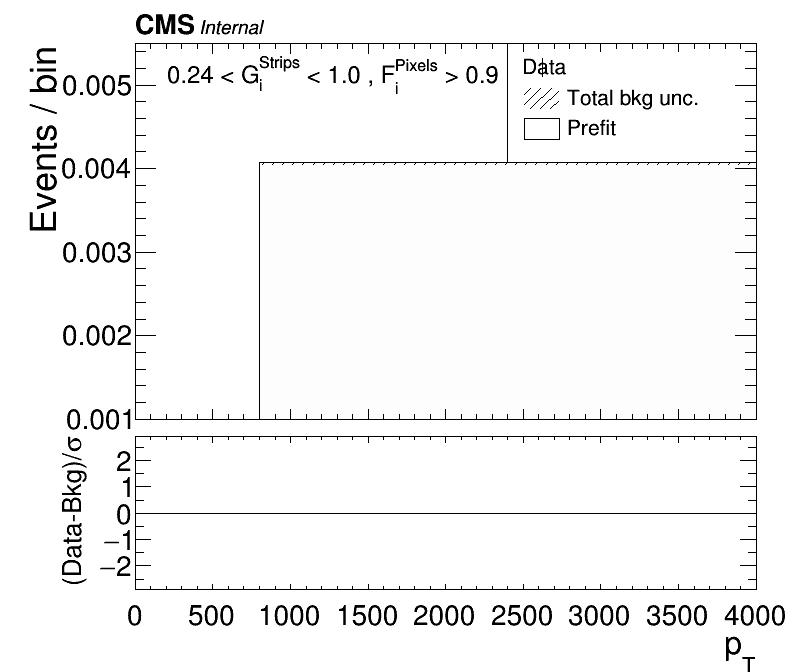 CMS Internal
0.24 < G_i^Strips < 1.0 , F_i^Pixels > 0.9
Data
Total bkg unc.
Prefit
Events / bin
0.005
0.004
0.003
0.002
0.001
(Data-Bkg)/σ
2
1
0
−1
−2
0 500 1000 1500 2000 2500 3000 3500 4000
p_T